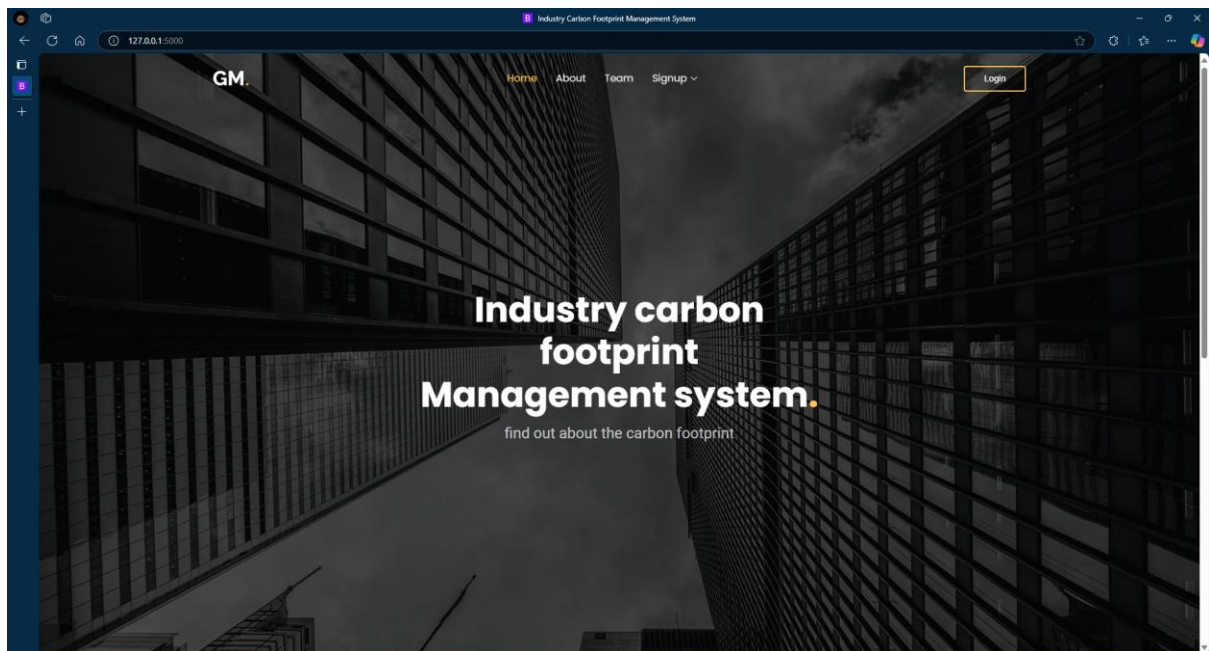 B Industry Carbon Footprint Management System
127.0.0.1:5000
B
GM. Home About Team Signup Login
Industry carbon
footprint
Management system.
find out about the carbon footprint